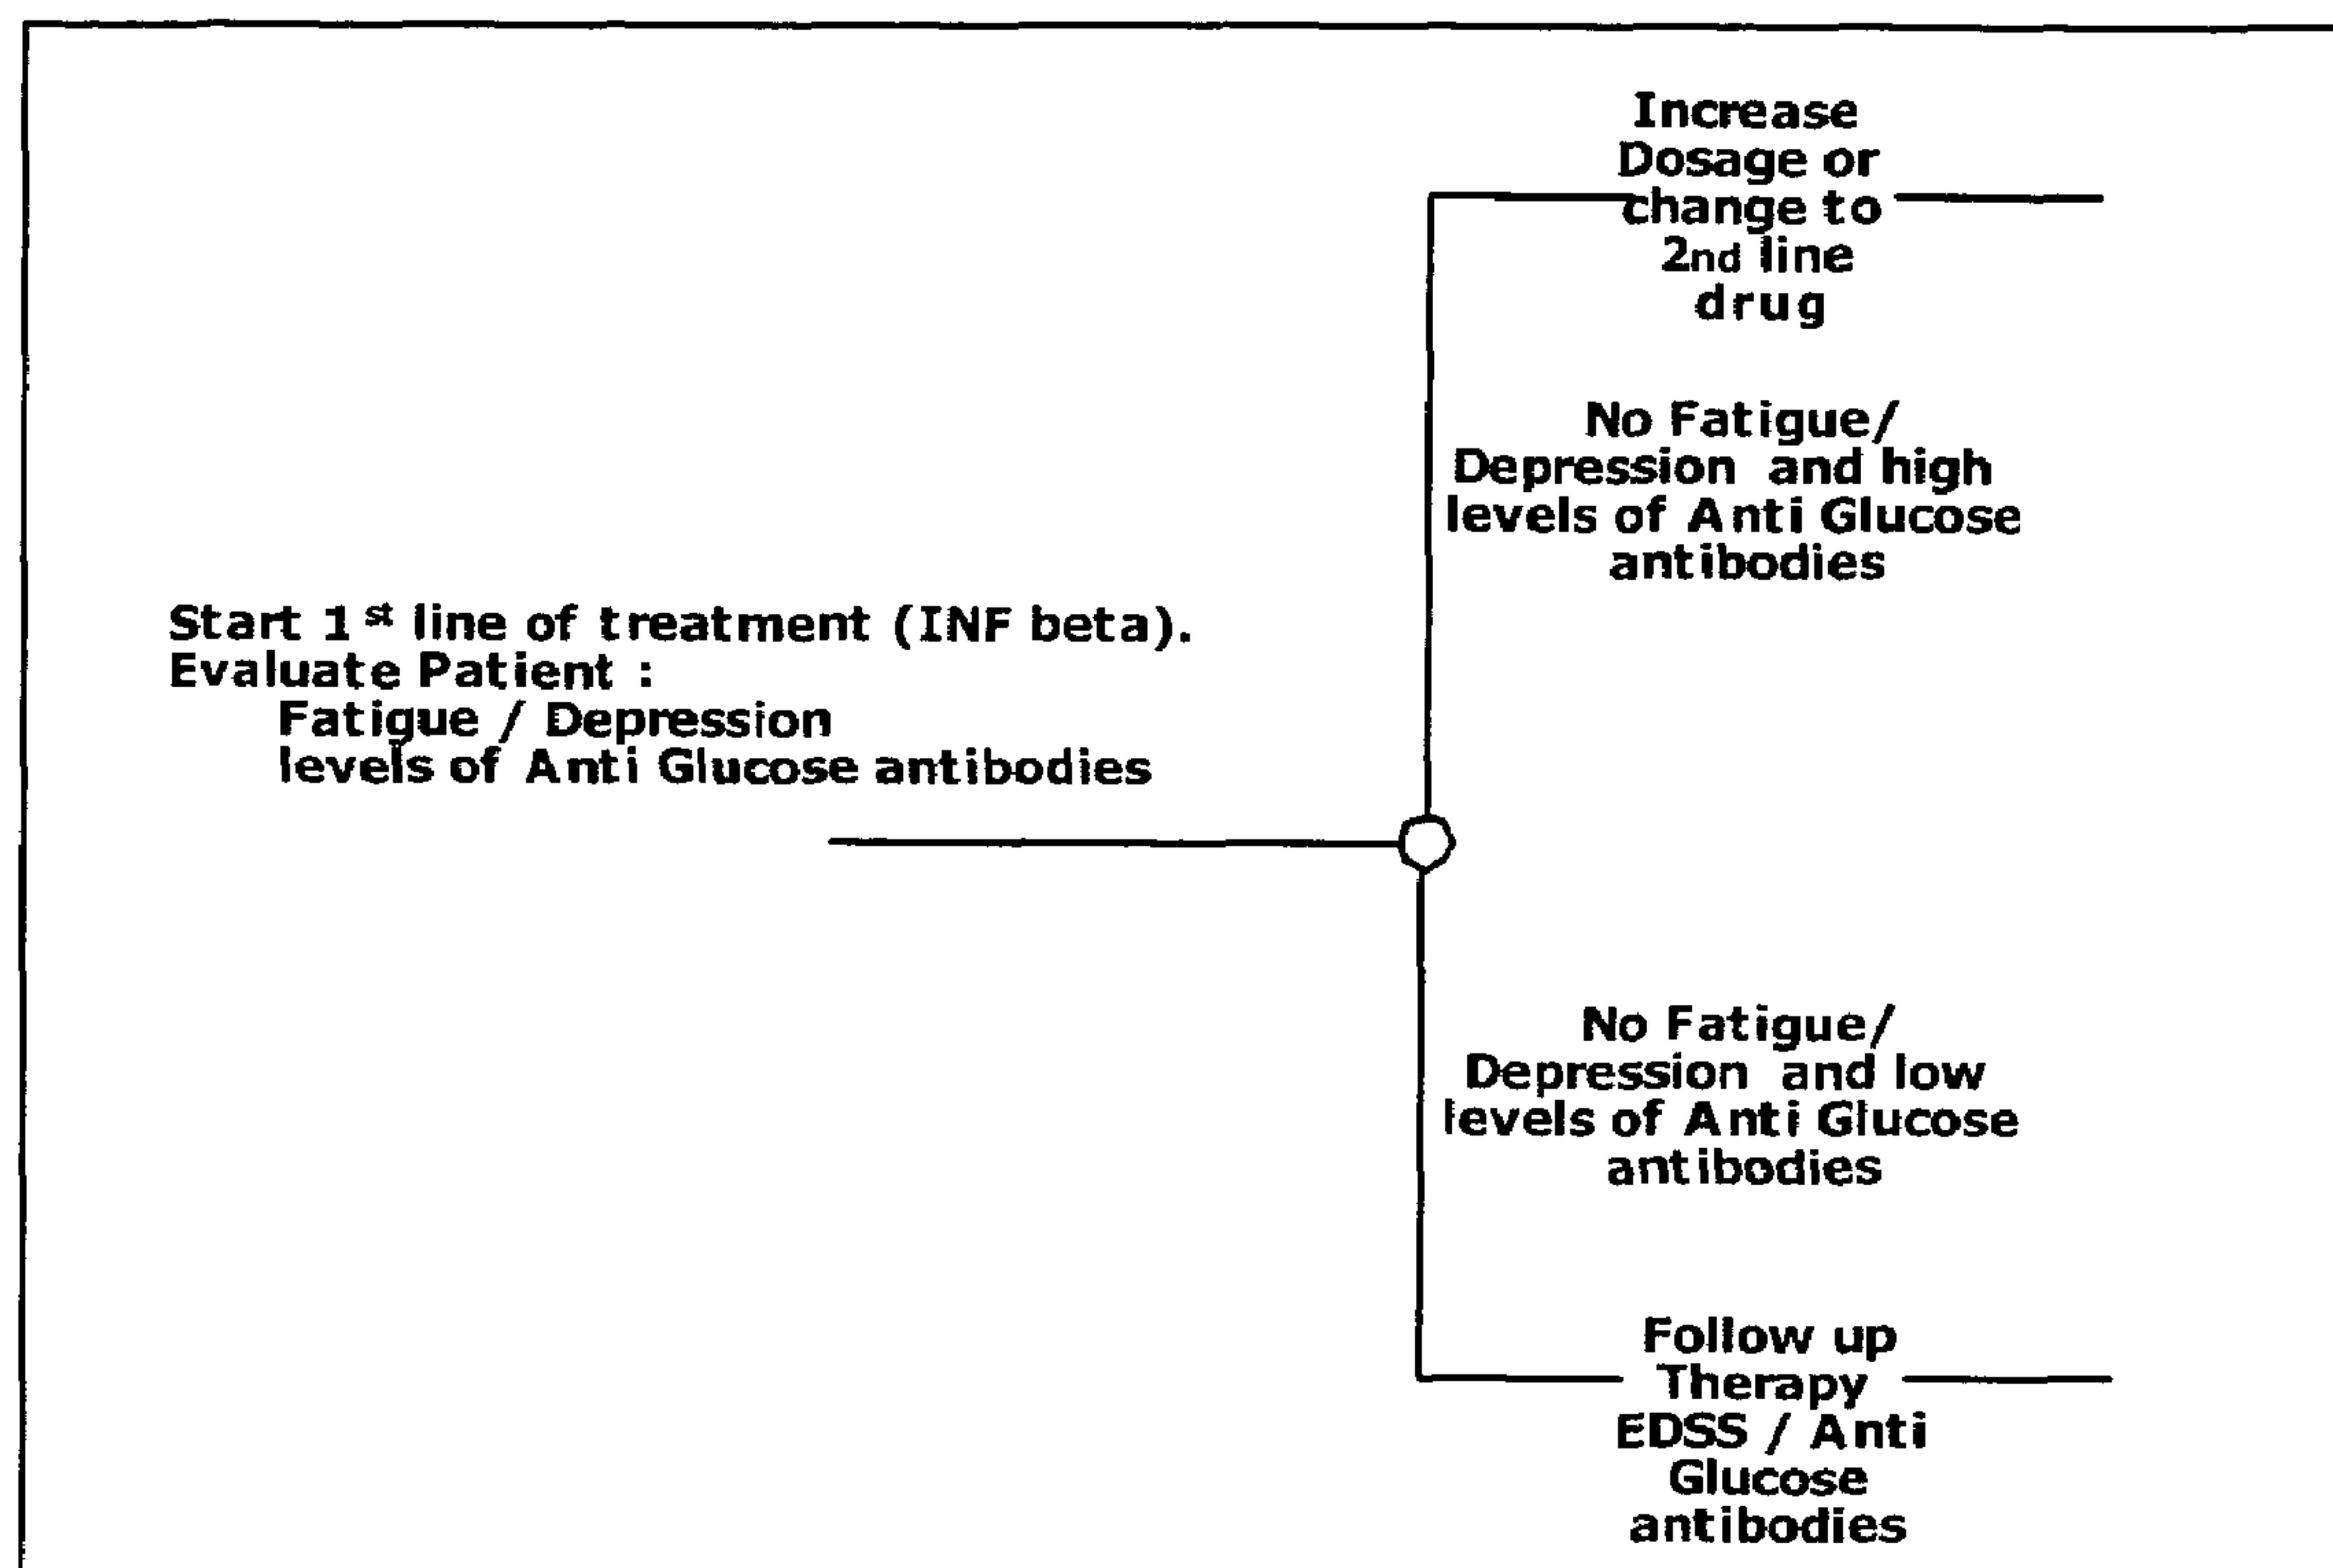 Increase
Dosage or
change to
2nd line
drug
No Fatigue/
Depression and high
levels of Anti Glucose
antibodies
Start 1st line of treatment (INF beta).
Evaluate Patient :
Fatigue / Depression
levels of Anti Glucose antibodies
No Fatigue/
Depression and low
levels of Anti Glucose
antibodies
Follow up
Therapy
EDSS / Anti
Glucose
antibodies